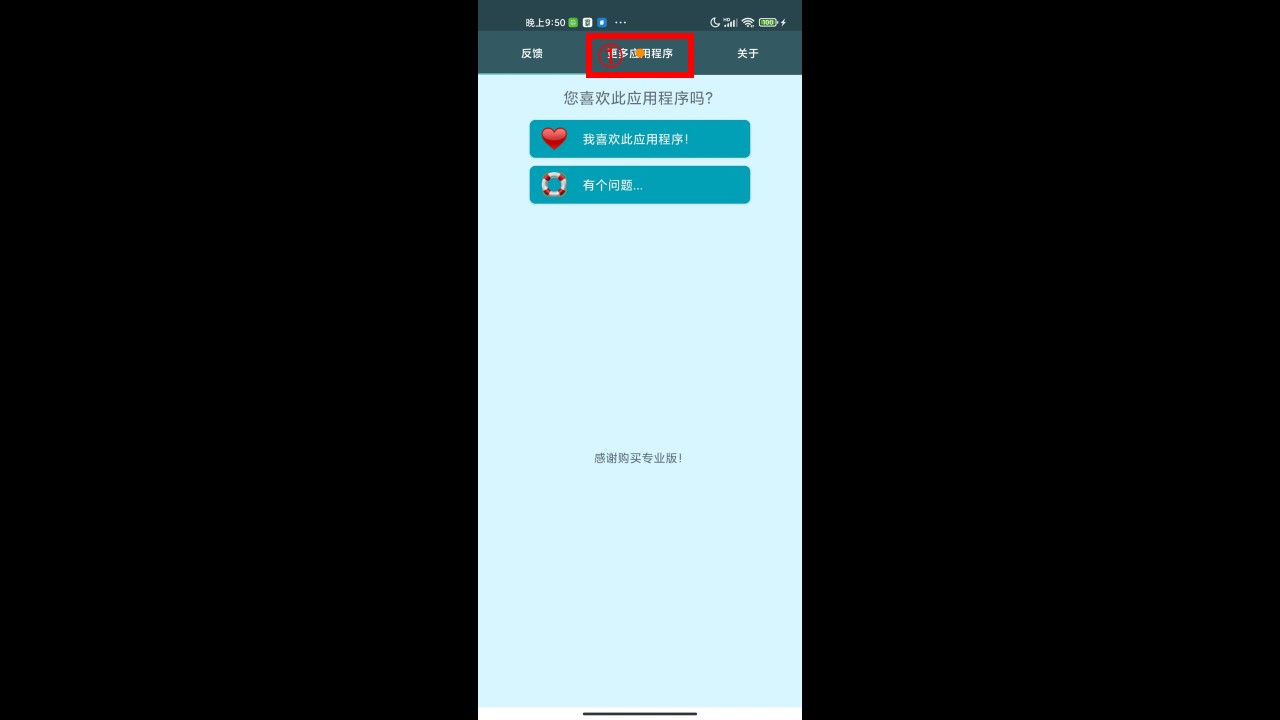 晚上9:50
100
反馈
更多应用程序
①
关于
您喜欢此应用程序吗?
我喜欢此应用程序!
有个问题...
感谢购买专业版!